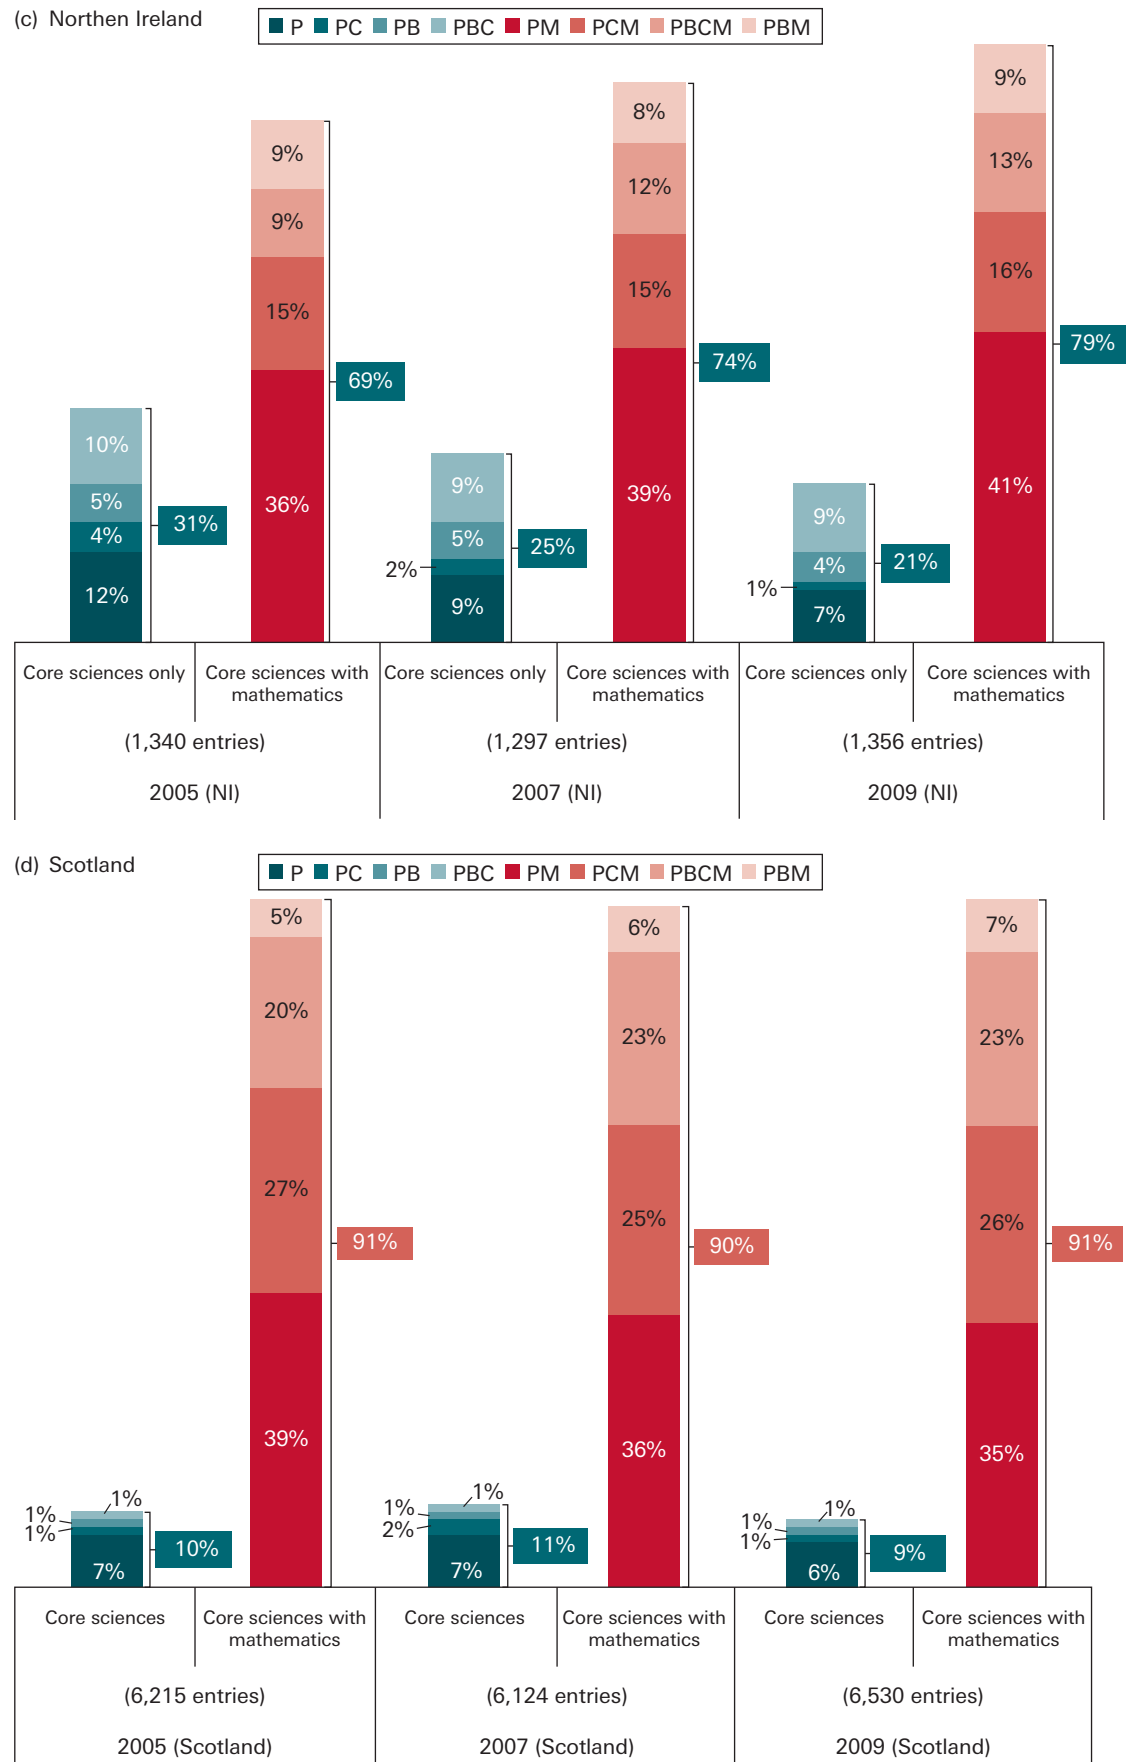 (c) Northen Ireland
P PC PB PBC PM PCM PBCM PBM
9%
9%
15%
36%
69%
10%
5%
4%
12%
31%
8%
12%
15%
39%
74%
9%
5%
2%
9%
25%
9%
13%
16%
41%
79%
9%
4%
1%
7%
21%
Core sciences only
Core sciences with
mathematics
Core sciences only
Core sciences with
mathematics
Core sciences only
Core sciences with
mathematics
(1,340 entries)
(1,297 entries)
(1,356 entries)
2005 (NI)
2007 (NI)
2009 (NI)
(d) Scotland
P PC PB PBC PM PCM PBCM PBM
5%
20%
27%
39%
91%
1%
1%
1%
7%
10%
6%
23%
25%
36%
90%
1%
1%
2%
7%
11%
7%
23%
26%
35%
91%
1%
1%
1%
6%
9%
Core sciences
Core sciences with
mathematics
Core sciences
Core sciences with
mathematics
Core sciences
Core sciences with
mathematics
(6,215 entries)
(6,124 entries)
(6,530 entries)
2005 (Scotland)
2007 (Scotland)
2009 (Scotland)